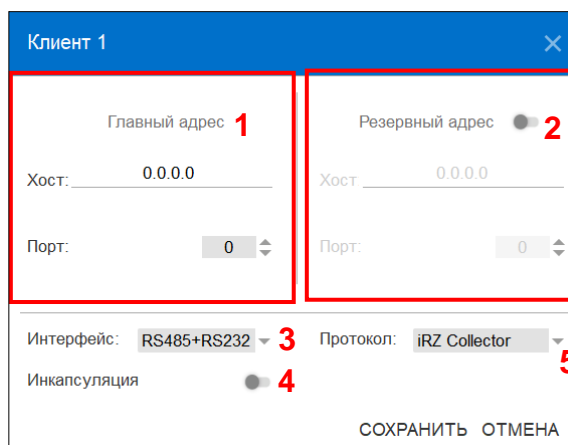 Клиент 1
Главный адрес 1
Резервный адрес 2
Хост: 0.0.0.0
Хост 0.0.0.0
Порт: 0
Порт: 0
Интерфейс: RS485+RS232 3
Протокол: iRZ Collector 5
Инкапсуляция 4
СОХРАНИТЬ ОТМЕНА